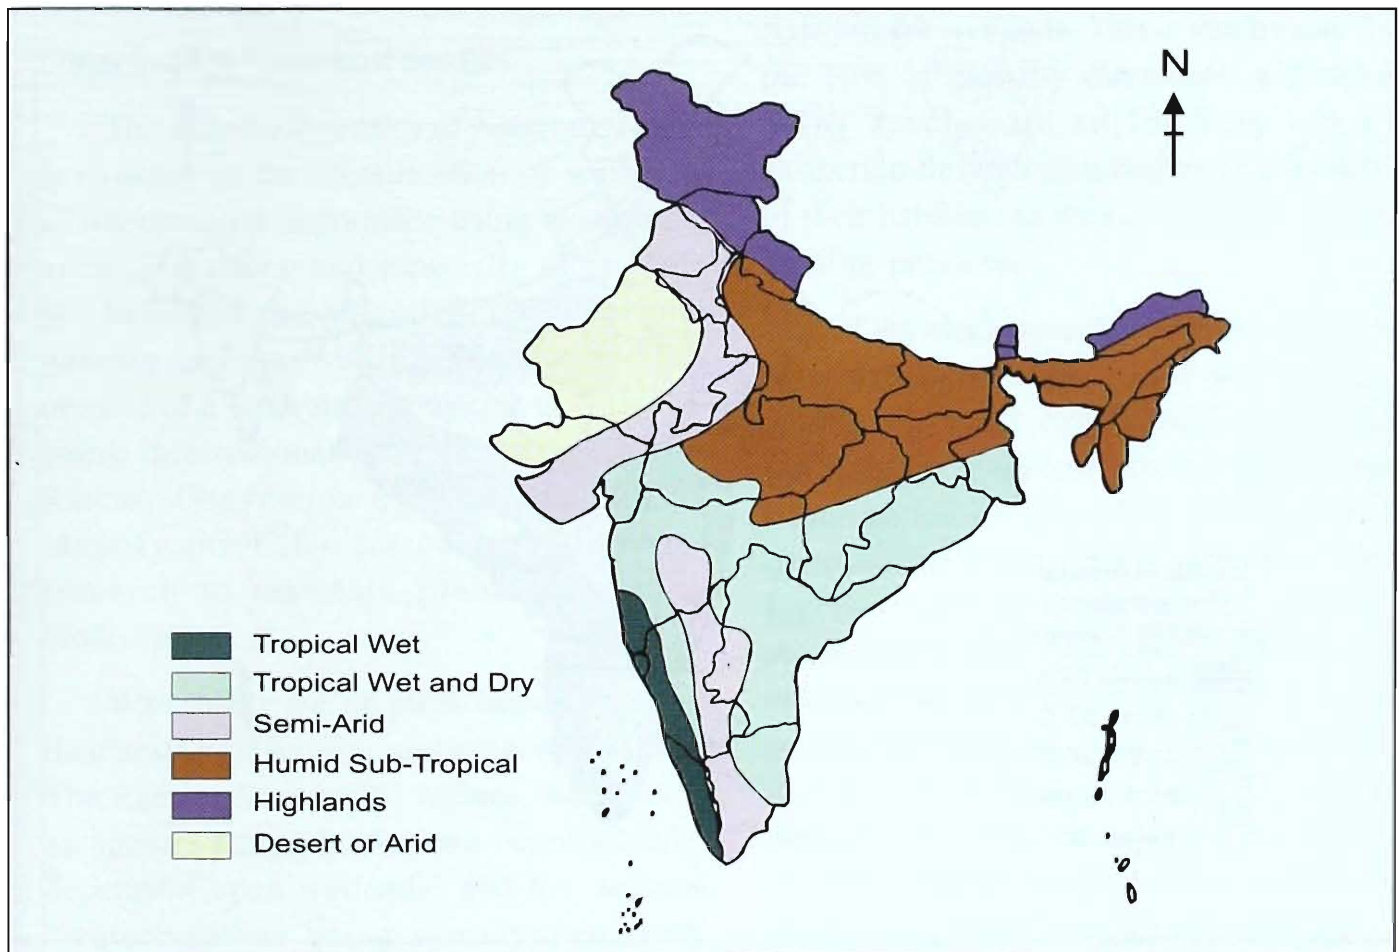 N
Tropical Wet
Tropical Wet and Dry
Semi-Arid
Humid Sub-Tropical
Highlands
Desert or Arid